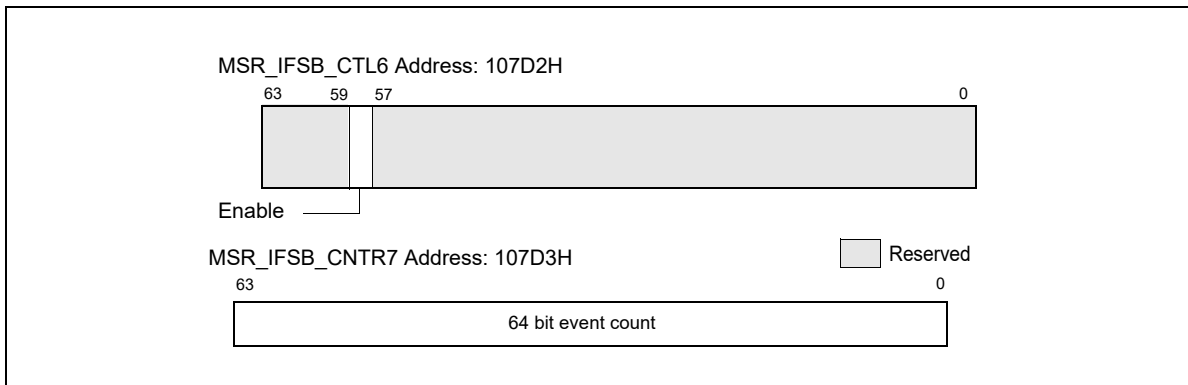 MSR_IFSB_CTL6 Address: 107D2H
63 59 57 0
Enable
MSR_IFSB_CNTR7 Address: 107D3H
Reserved
63 0
64 bit event count